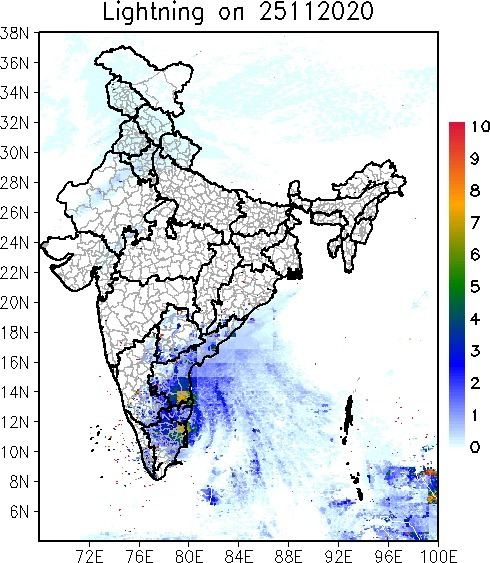 Lightning on 25112020
38N
36N
34N
32N
30N
28N
26N
24N
22N
20N
18N
16N
14N
12N
10N
8N
6N
72E 76E 80E 84E 88E 92E 96E 100E
10
9
8
7
6
5
4
3
2
1
0